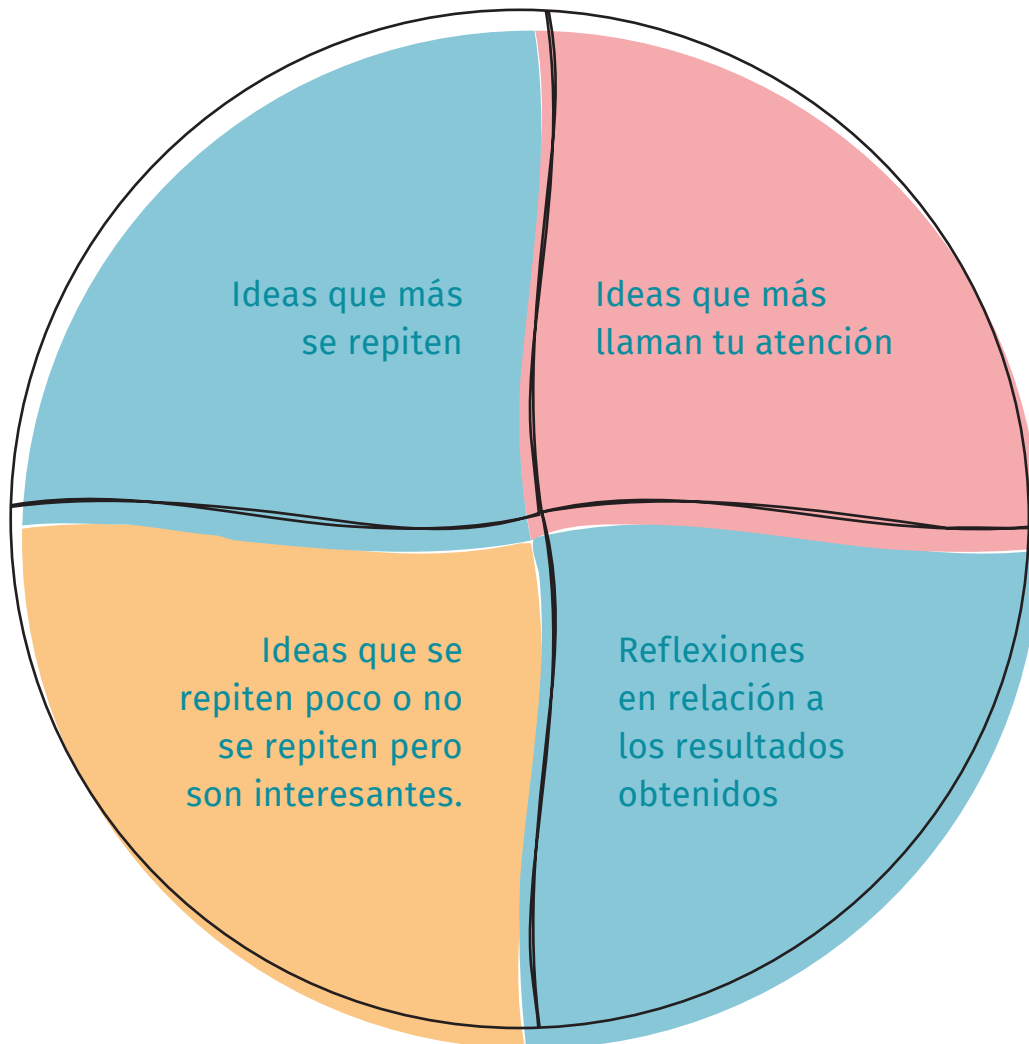 Ideas que más
se repiten
Ideas que más
llaman tu atención
Ideas que se
repiten poco o no
se repiten pero
son interesantes.
Reflexiones
en relación a
los resultados
obtenidos